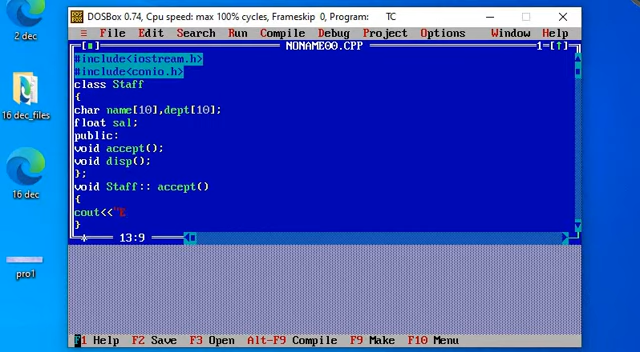 2 dec
16 dec_files
16 dec
pro1
DOSBox 0.74, Cpu speed: max 100% cycles, Frameskip 0, Program: TC
≡ File Edit Search Run Compile Debug Project Options Window Help
[■] NONAME00.CPP 1=[↑]
#include<iostream.h>
#include<conio.h>
class Staff
{
char name[10],dept[10];
float sal;
public:
void accept();
void disp();
};
void Staff:: accept()
{
cout<<"E
}
* 13:9
F1 Help F2 Save F3 Open Alt-F9 Compile F9 Make F10 Menu